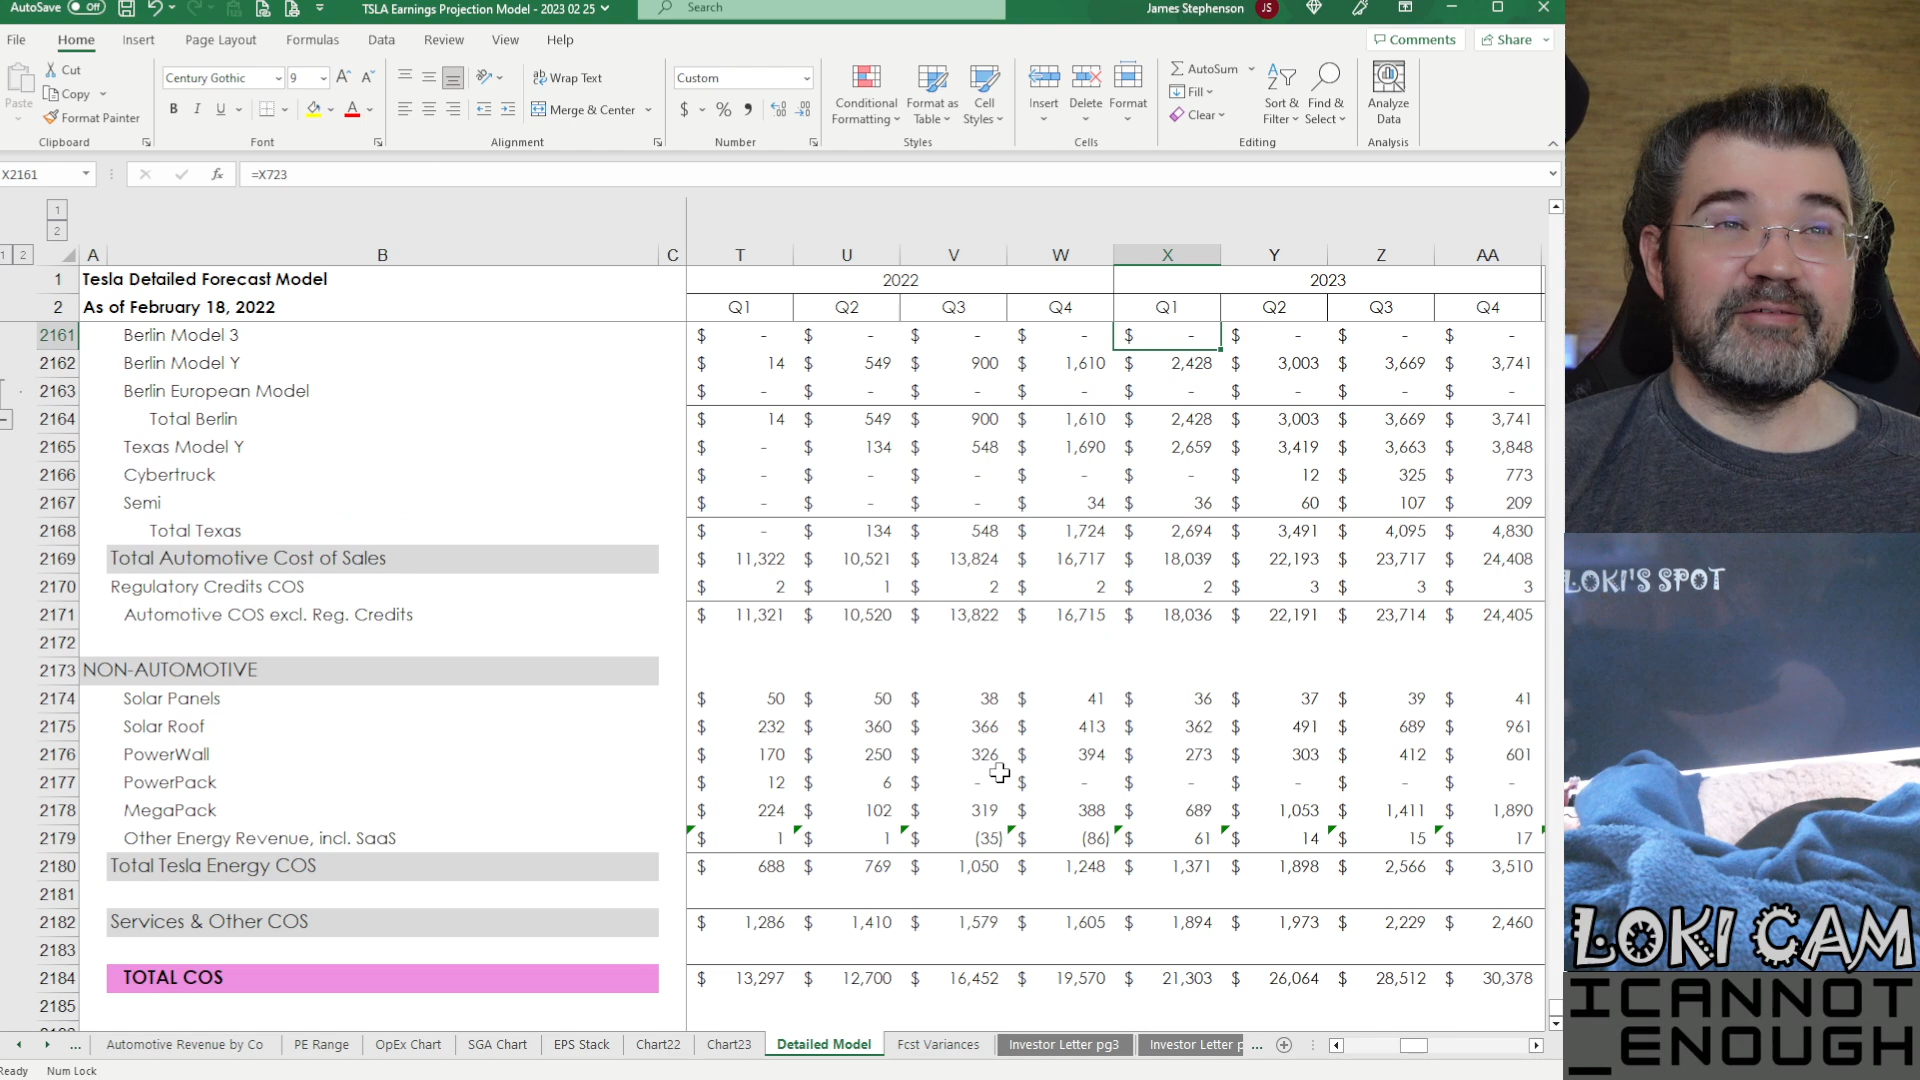 AutoSave Off TSLA Earnings Projection Model - 2023 02 25 Search James Stephenson JS
File Home Insert Page Layout Formulas Data Review View Help Comments Share
Paste Cut Copy Format Painter Clipboard
Century Gothic 9 B I U Font
Wrap Text Merge & Center Alignment
Custom $ % Number
Conditional Formatting Format as Table Cell Styles Styles
Insert Delete Format Cells
AutoSum Fill Clear Sort & Filter Find & Select Editing
Analyze Data Analysis
X2161 fx =X723
1
2
1 2 A B C T U V W X Y Z AA
1 Tesla Detailed Forecast Model 2022 2023
2 As of February 18, 2022 Q1 Q2 Q3 Q4 Q1 Q2 Q3 Q4
2161 Berlin Model 3 $ - $ - $ - $ - $ - $ - $ - $ -
2162 Berlin Model Y $ 14 $ 549 $ 900 $ 1,610 $ 2,428 $ 3,003 $ 3,669 $ 3,741
2163 Berlin European Model $ - $ - $ - $ - $ - $ - $ - $ -
2164 Total Berlin $ 14 $ 549 $ 900 $ 1,610 $ 2,428 $ 3,003 $ 3,669 $ 3,741
2165 Texas Model Y $ - $ 134 $ 548 $ 1,690 $ 2,659 $ 3,419 $ 3,663 $ 3,848
2166 Cybertruck $ - $ - $ - $ - $ - $ 12 $ 325 $ 773
2167 Semi $ - $ - $ - $ 34 $ 36 $ 60 $ 107 $ 209
2168 Total Texas $ - $ 134 $ 548 $ 1,724 $ 2,694 $ 3,491 $ 4,095 $ 4,830
2169 Total Automotive Cost of Sales $ 11,322 $ 10,521 $ 13,824 $ 16,717 $ 18,039 $ 22,193 $ 23,717 $ 24,408
2170 Regulatory Credits COS $ 2 $ 1 $ 2 $ 2 $ 2 $ 3 $ 3 $ 3
2171 Automotive COS excl. Reg. Credits $ 11,321 $ 10,520 $ 13,822 $ 16,715 $ 18,036 $ 22,191 $ 23,714 $ 24,405
2172
2173 NON-AUTOMOTIVE
2174 Solar Panels $ 50 $ 50 $ 38 $ 41 $ 36 $ 37 $ 39 $ 41
2175 Solar Roof $ 232 $ 360 $ 366 $ 413 $ 362 $ 491 $ 689 $ 961
2176 PowerWall $ 170 $ 250 $ 326 $ 394 $ 273 $ 303 $ 412 $ 601
2177 PowerPack $ 12 $ 6 $ - $ - $ - $ - $ - $ -
2178 MegaPack $ 224 $ 102 $ 319 $ 388 $ 689 $ 1,053 $ 1,411 $ 1,890
2179 Other Energy Revenue, incl. SaaS $ 1 $ 1 $ (35) $ (86) $ 61 $ 14 $ 15 $ 17
2180 Total Tesla Energy COS $ 688 $ 769 $ 1,050 $ 1,248 $ 1,371 $ 1,898 $ 2,566 $ 3,510
2181
2182 Services & Other COS $ 1,286 $ 1,410 $ 1,579 $ 1,605 $ 1,894 $ 1,973 $ 2,229 $ 2,460
2183
2184 TOTAL COS $ 13,297 $ 12,700 $ 16,452 $ 19,570 $ 21,303 $ 26,064 $ 28,512 $ 30,378
2185
... Automotive Revenue by Co PE Range OpEx Chart SGA Chart EPS Stack Chart22 Chart23 Detailed Model Fcst Variances Investor Letter pg3 Investor Letter p ...
Ready Num Lock
LOKI'S SPOT
LOKI CAM
ICANNOT
_ENOUGH